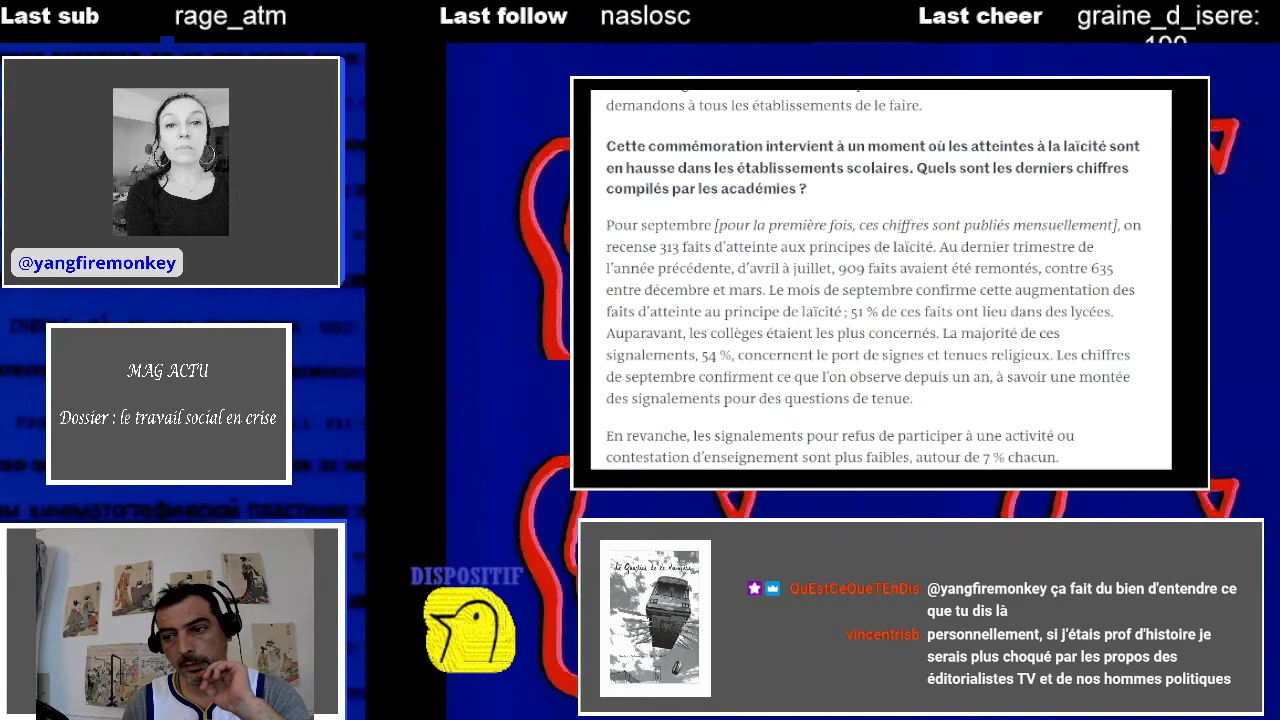 Last sub
rage_atm
Last follow
naslosc
Last cheer
graine_d_isere:
@yangfiremonkey
MAG ACTU
Dossier : le travail social en crise
demandons à tous les établissements de le faire.
Cette commémoration intervient à un moment où les atteintes à la laïcité sont
en hausse dans les établissements scolaires. Quels sont les derniers chiffres
compilés par les académies ?
Pour septembre [pour la première fois, ces chiffres sont publiés mensuellement], on
recense 313 faits d’atteinte aux principes de laïcité. Au dernier trimestre de
l’année précédente, d’avril à juillet, 909 faits avaient été remontés, contre 635
entre décembre et mars. Le mois de septembre confirme cette augmentation des
faits d’atteinte au principe de laïcité ; 51 % de ces faits ont lieu dans des lycées.
Auparavant, les collèges étaient les plus concernés. La majorité de ces
signalements, 54 %, concernent le port de signes et tenues religieux. Les chiffres
de septembre confirment ce que l’on observe depuis un an, à savoir une montée
des signalements pour des questions de tenue.
En revanche, les signalements pour refus de participer à une activité ou
contestation d’enseignement sont plus faibles, autour de 7 % chacun.
DISPOSITIF
QuEstCeQueTEnDis @yangfiremonkey ça fait du bien d'entendre ce
que tu dis là
vincentrisb personnellement, si j'étais prof d'histoire je
serais plus choqué par les propos des
éditorialistes TV et de nos hommes politiques